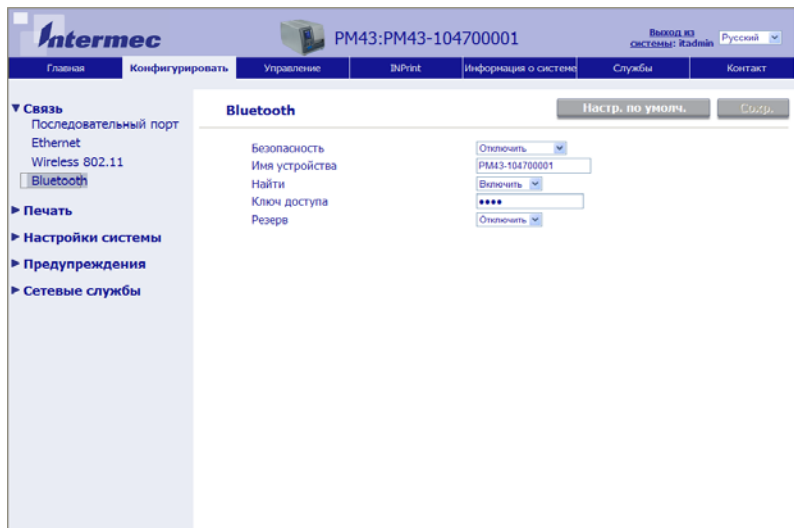 Intermec
PM43:PM43-104700001
Выход из системы: itadmin
Русский
Главная
Конфигурировать
Управление
INPrint
Информация о системе
Службы
Контакт
Связь
Последовательный порт
Ethernet
Wireless 802.11
Bluetooth
Печать
Настройки системы
Предупреждения
Сетевые службы
Bluetooth
Настр. по умолч.
Сохр.
Безопасность
Отключить
Имя устройства
PM43-104700001
Найти
Включить
Ключ доступа
••••
Резерв
Отключить